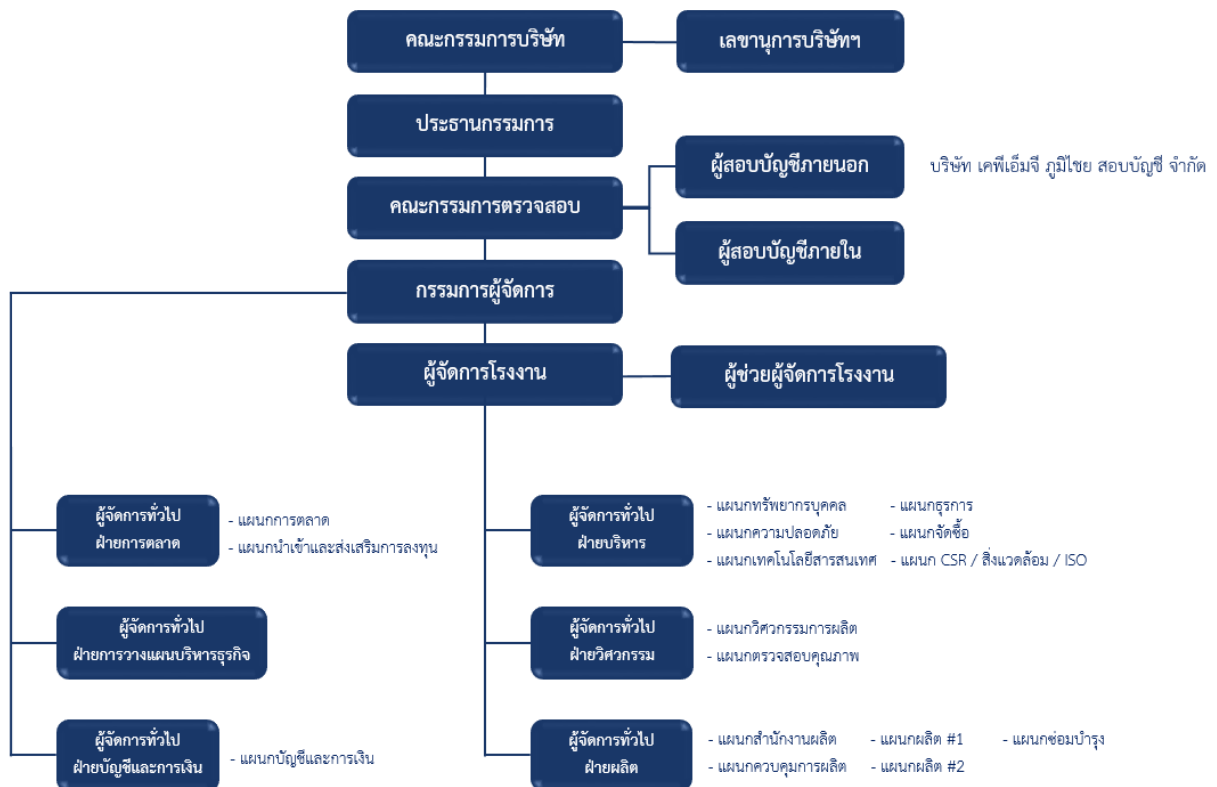 คณะกรรมการบริษัท
เลขานุการบริษัทฯ
ประธานกรรมการ
ผู้สอบบัญชีภายนอก
บริษัท เคพีเอ็มจี ภูมิไชย สอบบัญชี จำกัด
คณะกรรมการตรวจสอบ
ผู้สอบบัญชีภายใน
กรรมการผู้จัดการ
ผู้จัดการโรงงาน
ผู้ช่วยผู้จัดการโรงงาน
ผู้จัดการทั่วไป
ฝ่ายการตลาด
- แผนกการตลาด
- แผนกนำเข้าและส่งเสริมการลงทุน
ผู้จัดการทั่วไป
ฝ่ายบริหาร
- แผนกทรัพยากรบุคคล - แผนกธุรการ
- แผนกความปลอดภัย - แผนกจัดซื้อ
- แผนกเทคโนโลยีสารสนเทศ - แผนก CSR / สิ่งแวดล้อม / ISO
ผู้จัดการทั่วไป
ฝ่ายการวางแผนบริหารธุรกิจ
ผู้จัดการทั่วไป
ฝ่ายวิศวกรรม
- แผนกวิศวกรรมการผลิต
- แผนกตรวจสอบคุณภาพ
ผู้จัดการทั่วไป
ฝ่ายบัญชีและการเงิน
- แผนกบัญชีและการเงิน
ผู้จัดการทั่วไป
ฝ่ายผลิต
- แผนกสำนักงานผลิต - แผนกผลิต #1 - แผนกซ่อมบำรุง
- แผนกควบคุมการผลิต - แผนกผลิต #2